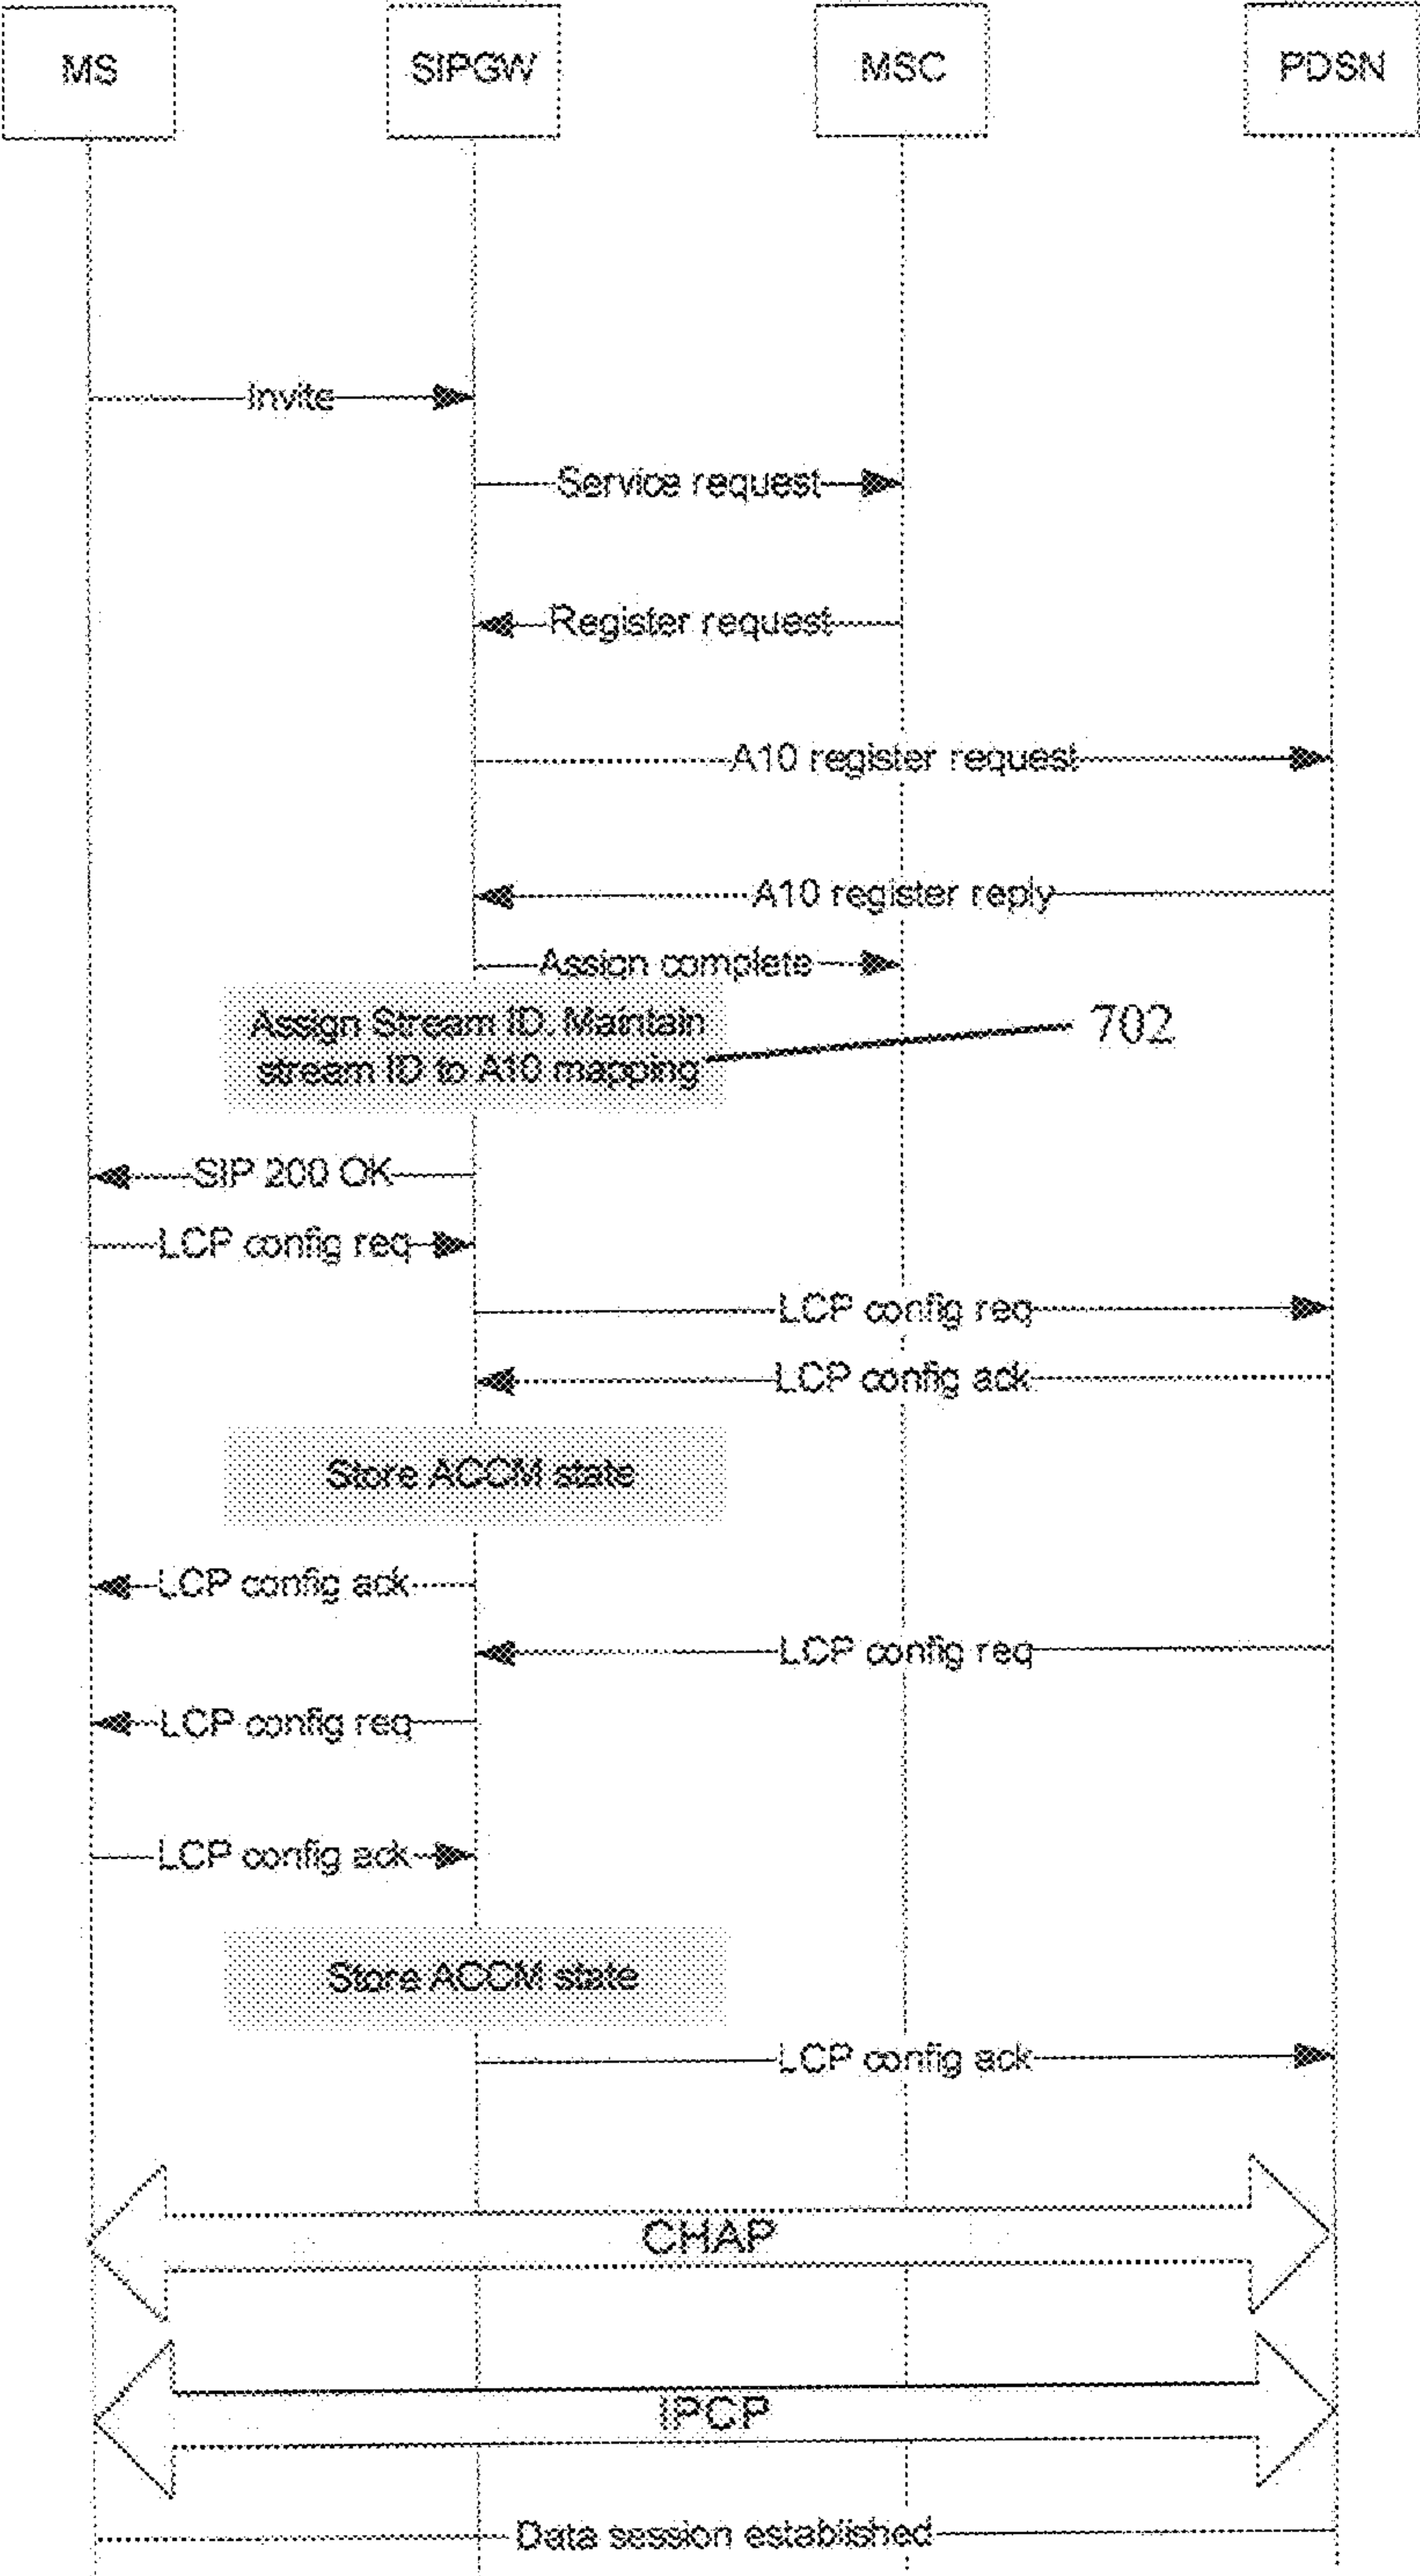 MS
SIPGW
MSC
PDSN
Invite
Service request
Register request
A10 register request
A10 register reply
Assign complete
Assign Stream ID. Maintain
stream ID to A10 mapping
702
SIP 200 OK
LCP config req
LCP config req
LCP config ack
Store ACCM state
LCP config ack
LCP config req
LCP config req
LCP config ack
Store ACCM state
LCP config ack
CHAP
IPCP
Data session established